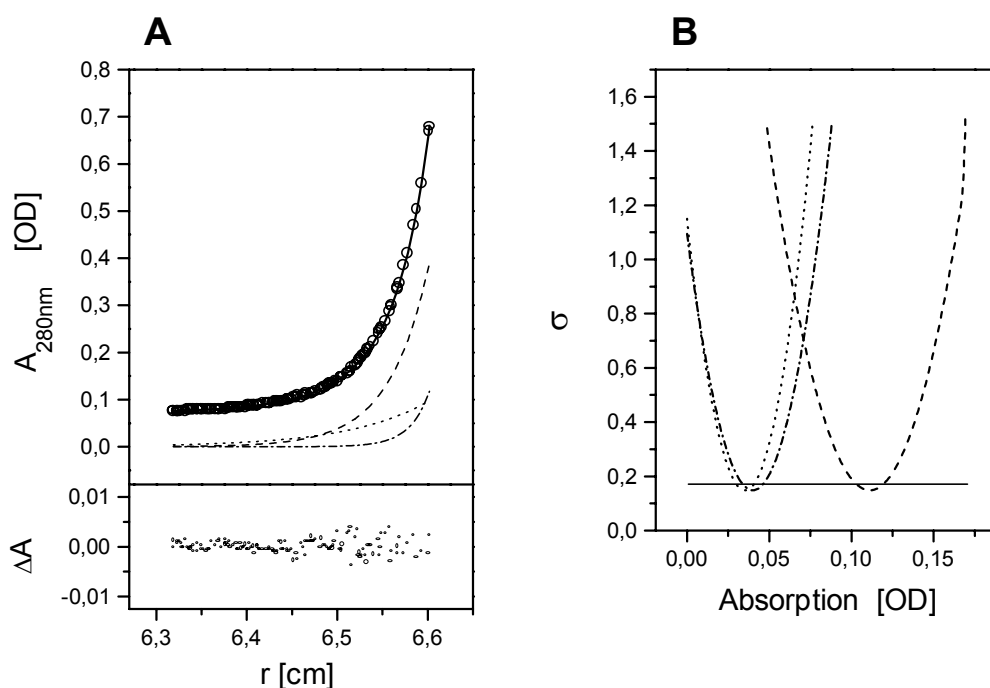 A
0,8
0,7
0,6
0,5
0,4
0,3
0,2
0,1
0,0
A280nm [OD]
0,01
0,00
-0,01
ΔA
6,3 6,4 6,5 6,6
r [cm]
B
1,6
1,4
1,2
1,0
0,8
0,6
0,4
0,2
0,0
σ
0,00 0,05 0,10 0,15
Absorption [OD]